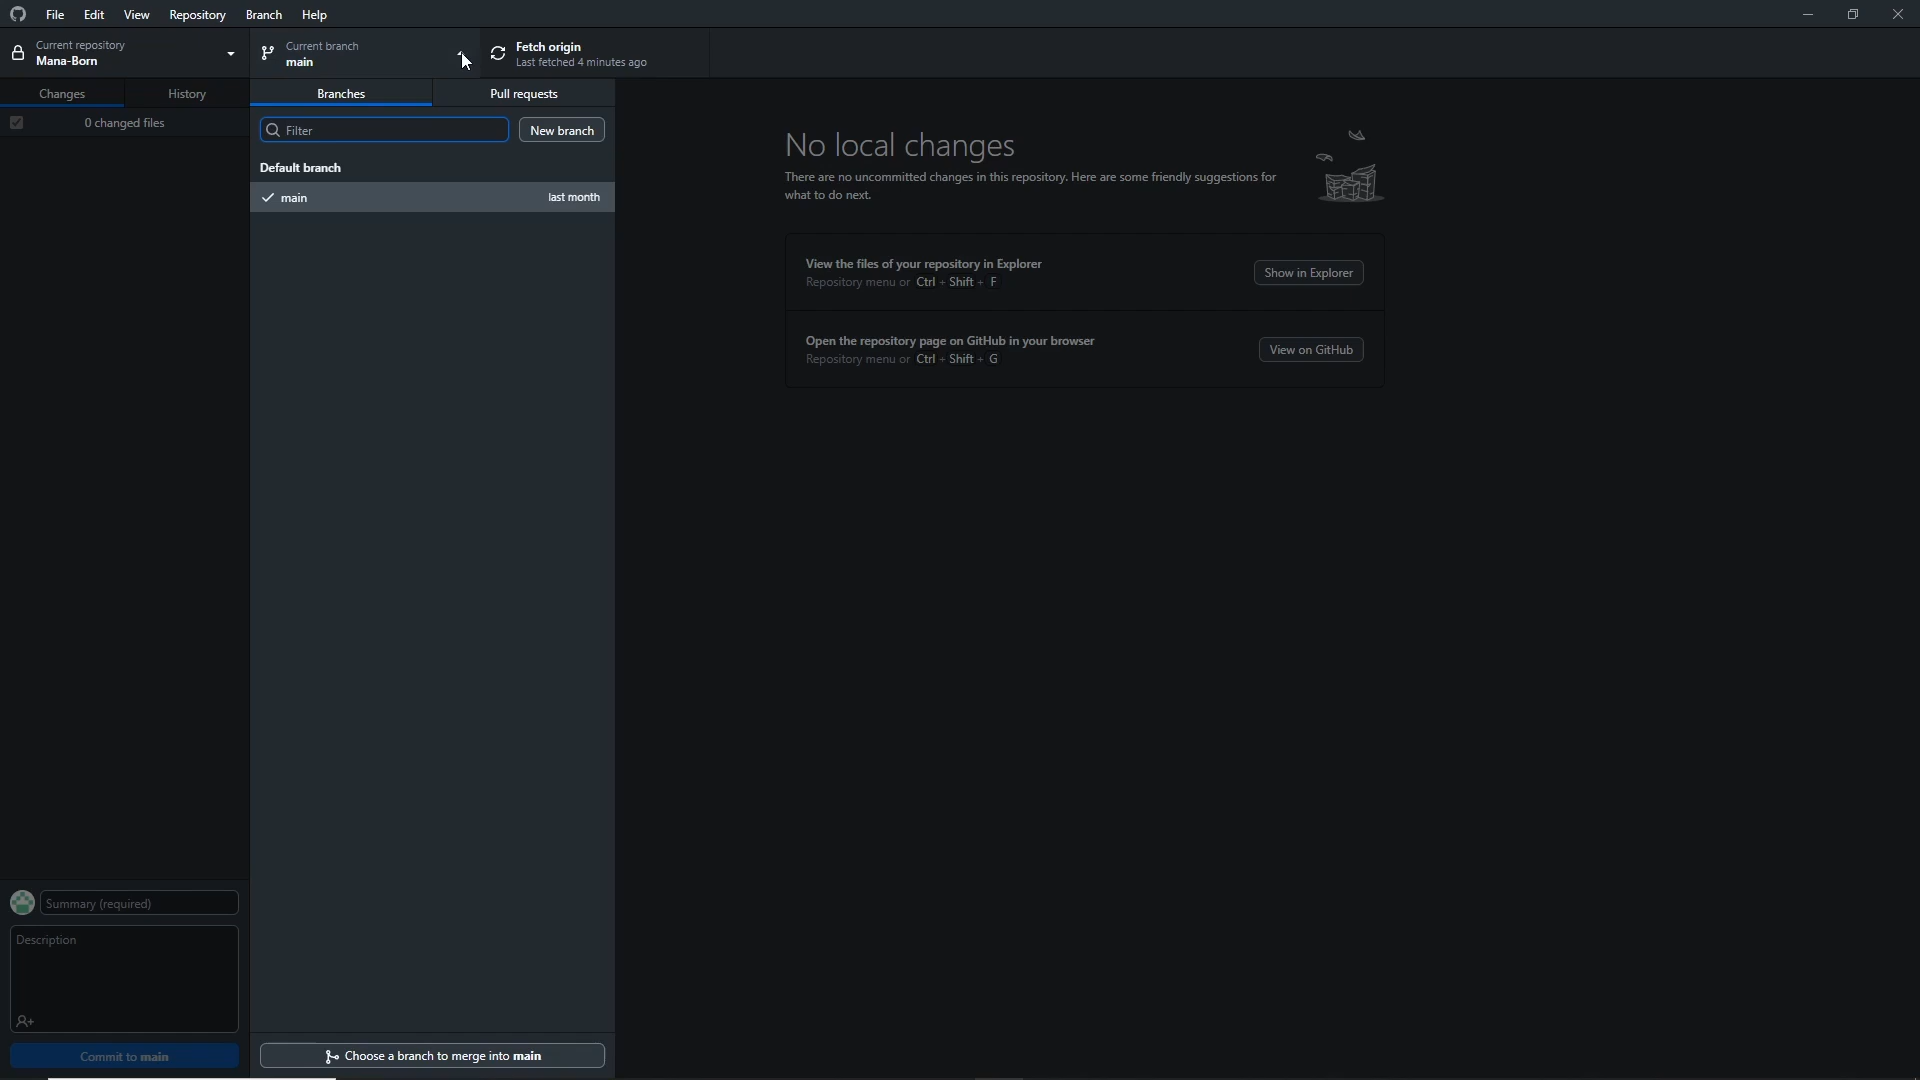 File Edit View Repository Branch Help
Current repository
Mana-Born
Current branch
main
Fetch origin
Last fetched 4 minutes ago
Changes History
Branches Pull requests
0 changed files
Filter
New branch
Default branch
main last month
No local changes
There are no uncommitted changes in this repository. Here are some friendly suggestions for
what to do next.
View the files of your repository in Explorer
Repository menu or Ctrl + Shift + F
Show in Explorer
Open the repository page on GitHub in your browser
Repository menu or Ctrl + Shift + G
View on GitHub
Summary (required)
Description
Commit to main
Choose a branch to merge into main